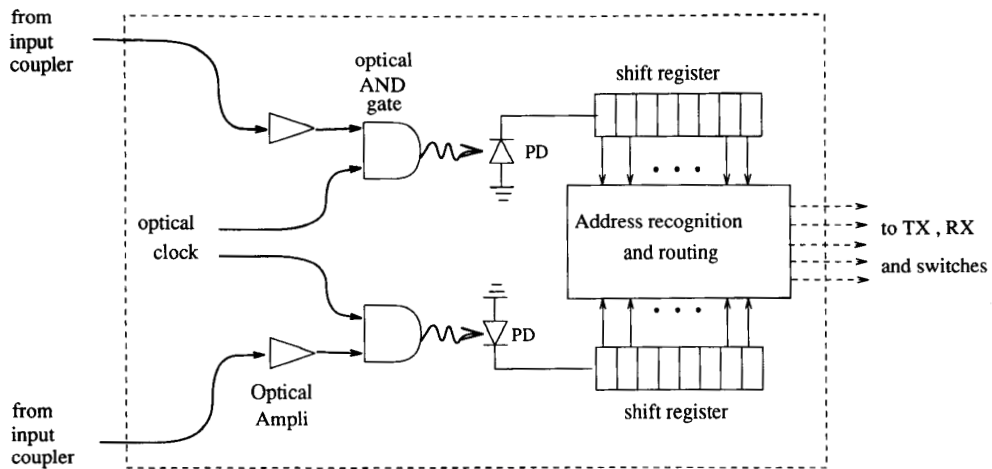 from
input
coupler
optical
AND
gate
shift register
PD
optical
clock
Address recognition
and routing
to TX , RX
and switches
PD
Optical
Ampli
shift register
from
input
coupler